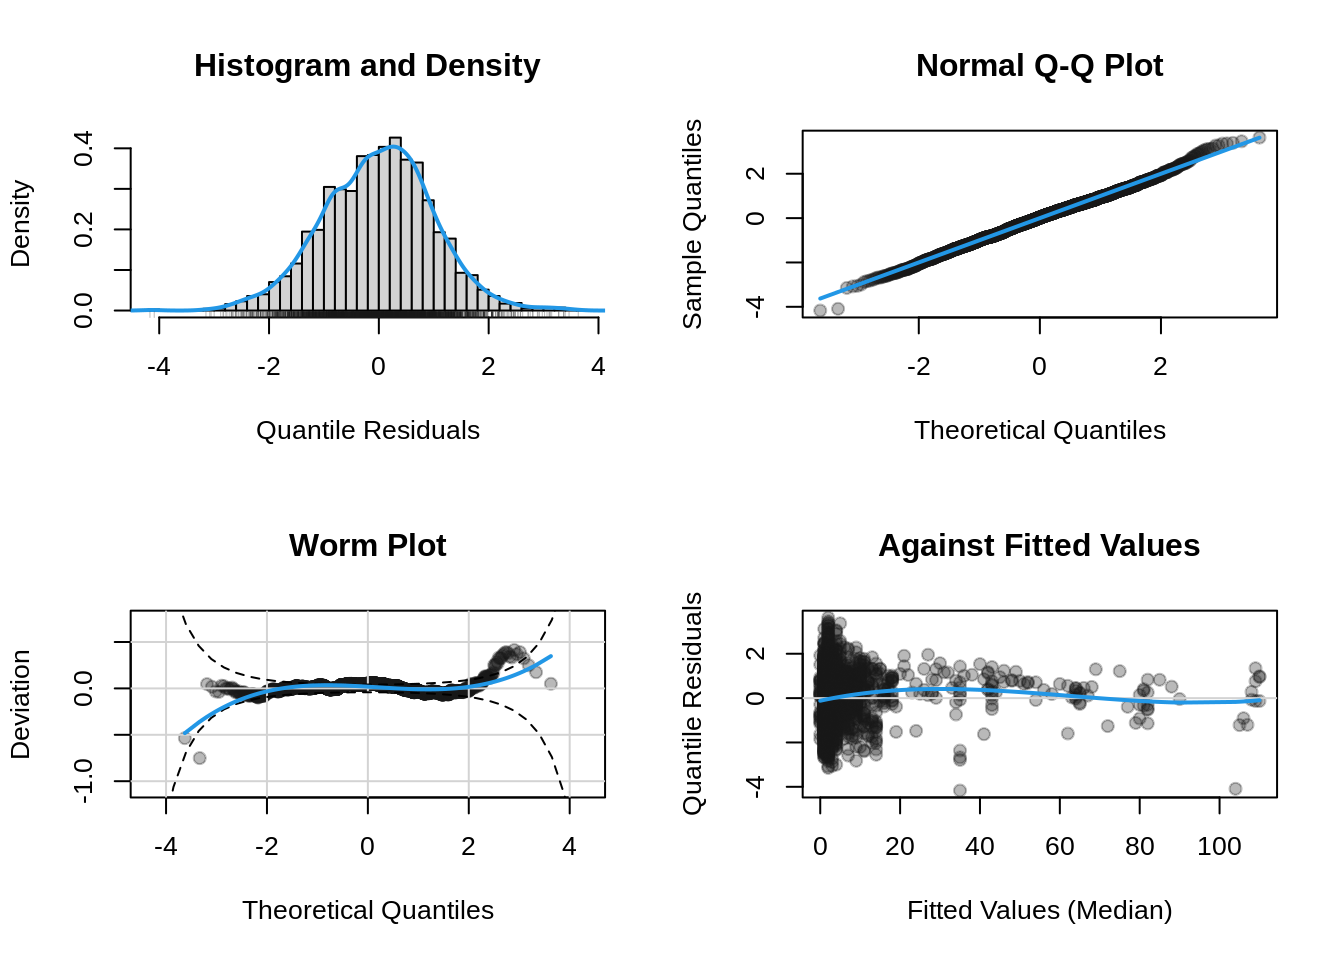 Histogram and Density
Density
0.0 0.2 0.4
-4 -2 0 2 4
Quantile Residuals
Normal Q-Q Plot
Sample Quantiles
-4 0 2
-2 0 2
Theoretical Quantiles
Worm Plot
Deviation
-1.0 0.0
-4 -2 0 2 4
Theoretical Quantiles
Against Fitted Values
Quantile Residuals
-4 0 2
0 20 40 60 80 100
Fitted Values (Median)